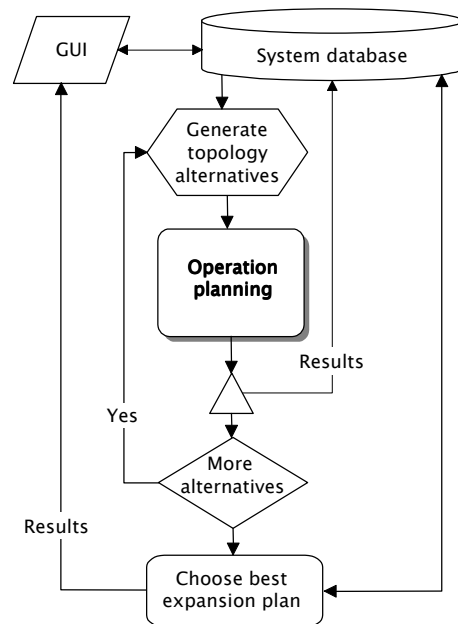 GUI
System database
Generate
topology
alternatives
Operation
planning
Results
Yes
More
alternatives
Results
Choose best
expansion plan